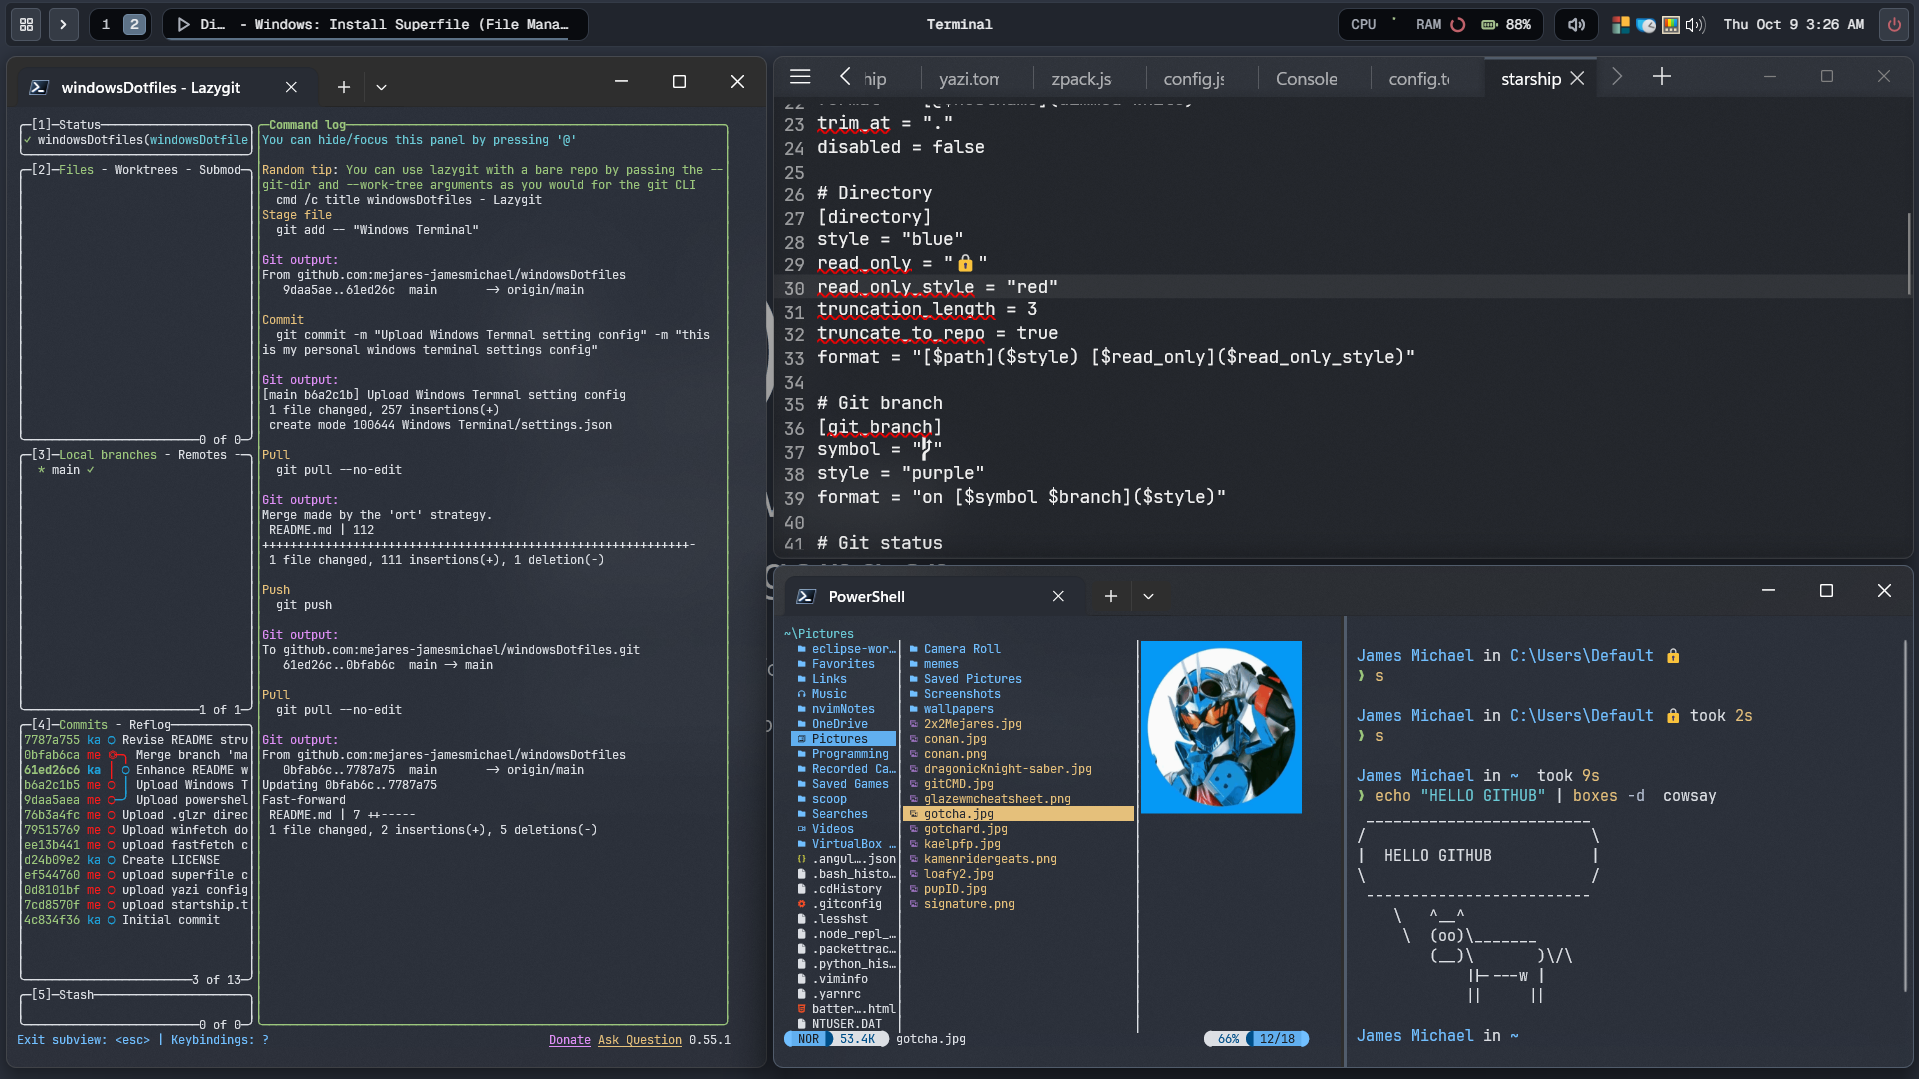 1 2
Di… - Windows: Install Superfile (File Mana…
Terminal
CPU RAM 88%
Thu Oct 9 3:26 AM
windowsDotfiles - Lazygit
[1]─Status
✓ windowsDotfiles(windowsDotfile
[2]─Files - Worktrees - Submod
0 of 0
[3]─Local branches - Remotes -
* main ✓
1 of 1
[4]─Commits - Reflog
7787a755 ka Revise README stru
0bfab6ca me Merge branch 'ma
61ed26c6 ka Enhance README w
b6a2c1b5 me Upload Windows T
9daa5aea me Upload powershel
76b3a4fc me Upload .glzr direc
79515769 me Upload winfetch do
ee13b441 me upload fastfetch c
d24b09e2 ka Create LICENSE
ef544760 me upload superfile c
0d8101bf me upload yazi config
7cd8570f me upload startship.t
4c834f36 ka Initial commit
3 of 13
[5]─Stash
0 of 0
Exit subview: <esc> | Keybindings: ?
Command log
You can hide/focus this panel by pressing '@'
Random tip: You can use lazygit with a bare repo by passing the --
git-dir and --work-tree arguments as you would for the git CLI
cmd /c title windowsDotfiles - Lazygit
Stage file
git add -- "Windows Terminal"
Git output:
From github.com:mejares-jamesmichael/windowsDotfiles
9daa5ae..61ed26c main -> origin/main
Commit
git commit -m "Upload Windows Termnal setting config" -m "this
is my personal windows terminal settings config"
Git output:
[main b6a2c1b] Upload Windows Termnal setting config
1 file changed, 257 insertions(+)
create mode 100644 Windows Terminal/settings.json
Pull
git pull --no-edit
Git output:
Merge made by the 'ort' strategy.
README.md | 112
+++++++++++++++++++++++++++++++++++++++++++++++++++++++++++++-
1 file changed, 111 insertions(+), 1 deletion(-)
Push
git push
Git output:
To github.com:mejares-jamesmichael/windowsDotfiles.git
61ed26c..0bfab6c main -> main
Pull
git pull --no-edit
Git output:
From github.com:mejares-jamesmichael/windowsDotfiles
0bfab6c..7787a755 main -> origin/main
Updating 0bfab6c..7787a75
Fast-forward
README.md | 7 ++-----
1 file changed, 2 insertions(+), 5 deletions(-)
Donate Ask Question 0.55.1
hip yazi.tom zpack.js config.js Console config.to starship
23 trim_at = "."
24 disabled = false
25
26 # Directory
27 [directory]
28 style = "blue"
29 read_only = "🔒"
30 read_only_style = "red"
31 truncation_length = 3
32 truncate_to_repo = true
33 format = "[$path]($style) [$read_only]($read_only_style)"
34
35 # Git branch
36 [git_branch]
37 symbol = ""
38 style = "purple"
39 format = "on [$symbol $branch]($style)"
40
41 # Git status
PowerShell
~\Pictures
eclipse-wor…
Favorites
Links
Music
nvimNotes
OneDrive
Pictures
Programming
Recorded Ca…
Saved Games
scoop
Searches
Videos
VirtualBox …
.angul….json
.bash_histo…
.cdHistory
.gitconfig
.lesshst
.node_repl_…
.packettrac…
.python_his…
.viminfo
.yarnrc
batter….html
NTUSER.DAT
Camera Roll
memes
Saved Pictures
Screenshots
wallpapers
2x2Mejares.jpg
conan.jpg
conan.png
dragonicKnight-saber.jpg
gitCMD.jpg
glazewmcheatsheet.png
gotcha.jpg
gotchard.jpg
kaelpfp.jpg
kamenridergeats.png
loafy2.jpg
pupID.jpg
signature.png
NOR 53.4K gotcha.jpg 66% 12/18
James Michael in C:\Users\Default 🔒
❯ s
James Michael in C:\Users\Default 🔒 took 2s
❯ s
James Michael in ~ took 9s
❯ echo "HELLO GITHUB" | boxes -d cowsay
 _________________________
/                         \
|  HELLO GITHUB           |
\                         /
 -------------------------
    \   ^__^
     \  (oo)\_______
        (__)\       )\/\
            ||----w |
            ||     ||
James Michael in ~